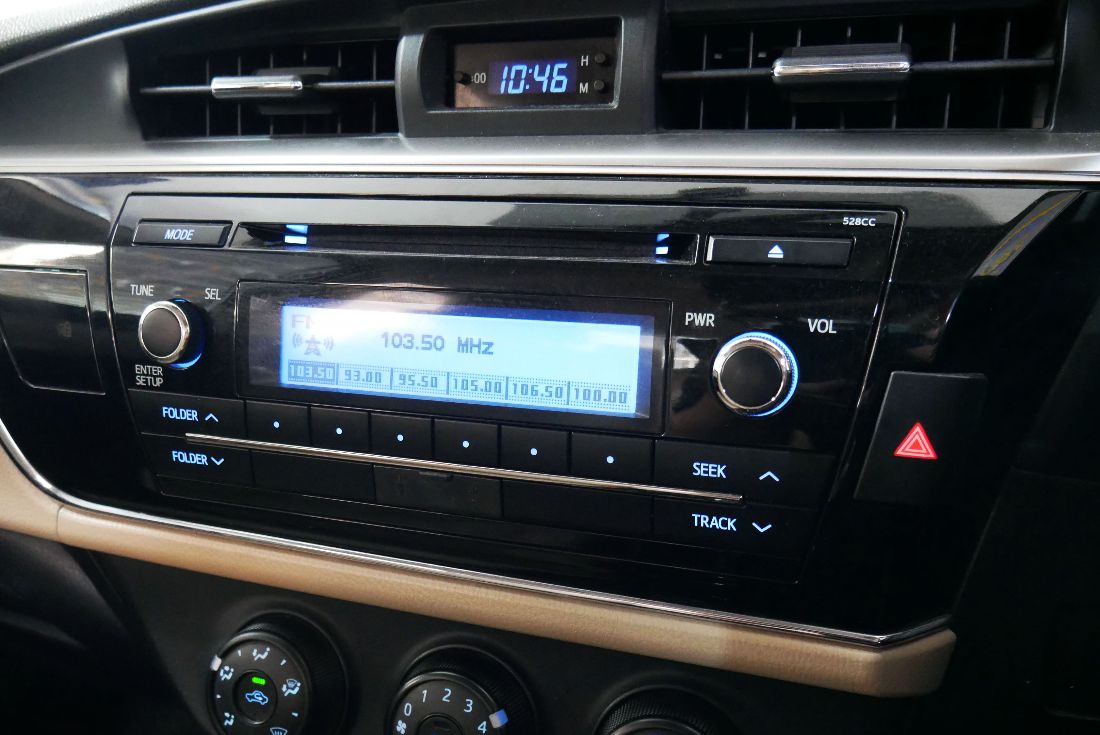 :00 10:46 H
M
528CC
MODE
TUNE SEL
ENTER
SETUP
FM
103.50 MHz
103.50 93.00 95.50 105.00 106.50 100.00
PWR VOL
FOLDER
FOLDER
SEEK
TRACK
0 1 2 3 4